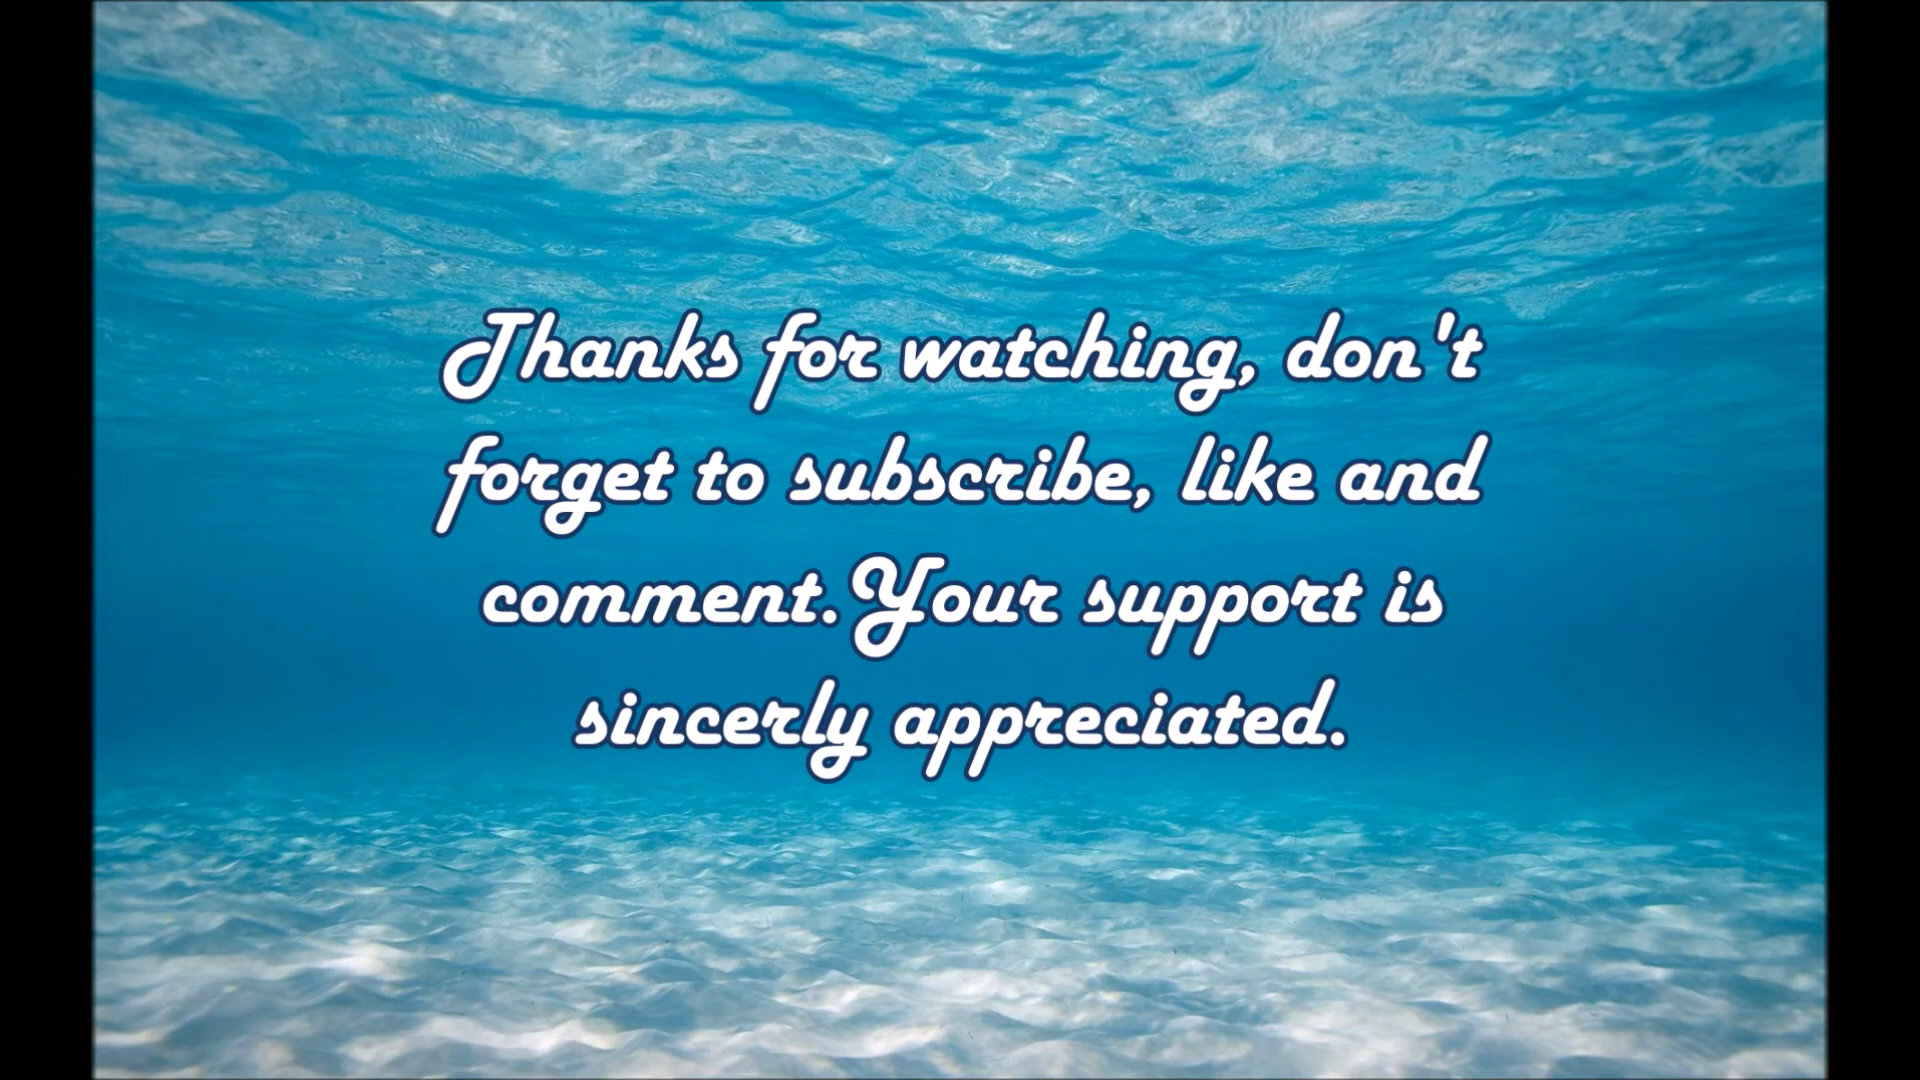 Thanks for watching, don't
forget to subscribe, like and
comment. Your support is
sincerly appreciated.